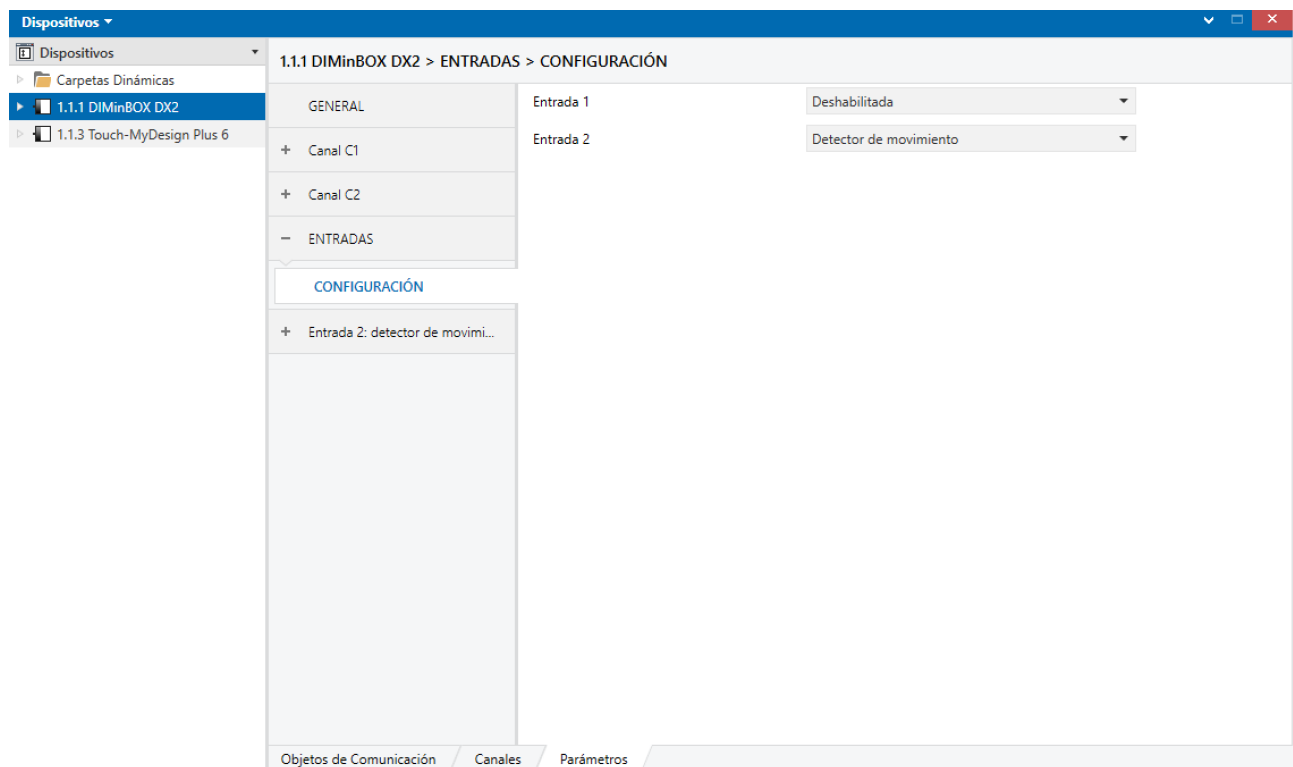 Dispositivos
Dispositivos
Carpetas Dinámicas
1.1.1 DIMinBOX DX2
1.1.3 Touch-MyDesign Plus 6
1.1.1 DIMinBOX DX2 > ENTRADAS > CONFIGURACIÓN
GENERAL
+ Canal C1
+ Canal C2
− ENTRADAS
CONFIGURACIÓN
+ Entrada 2: detector de movimi...
Entrada 1 Deshabilitada
Entrada 2 Detector de movimiento
Objetos de Comunicación Canales Parámetros